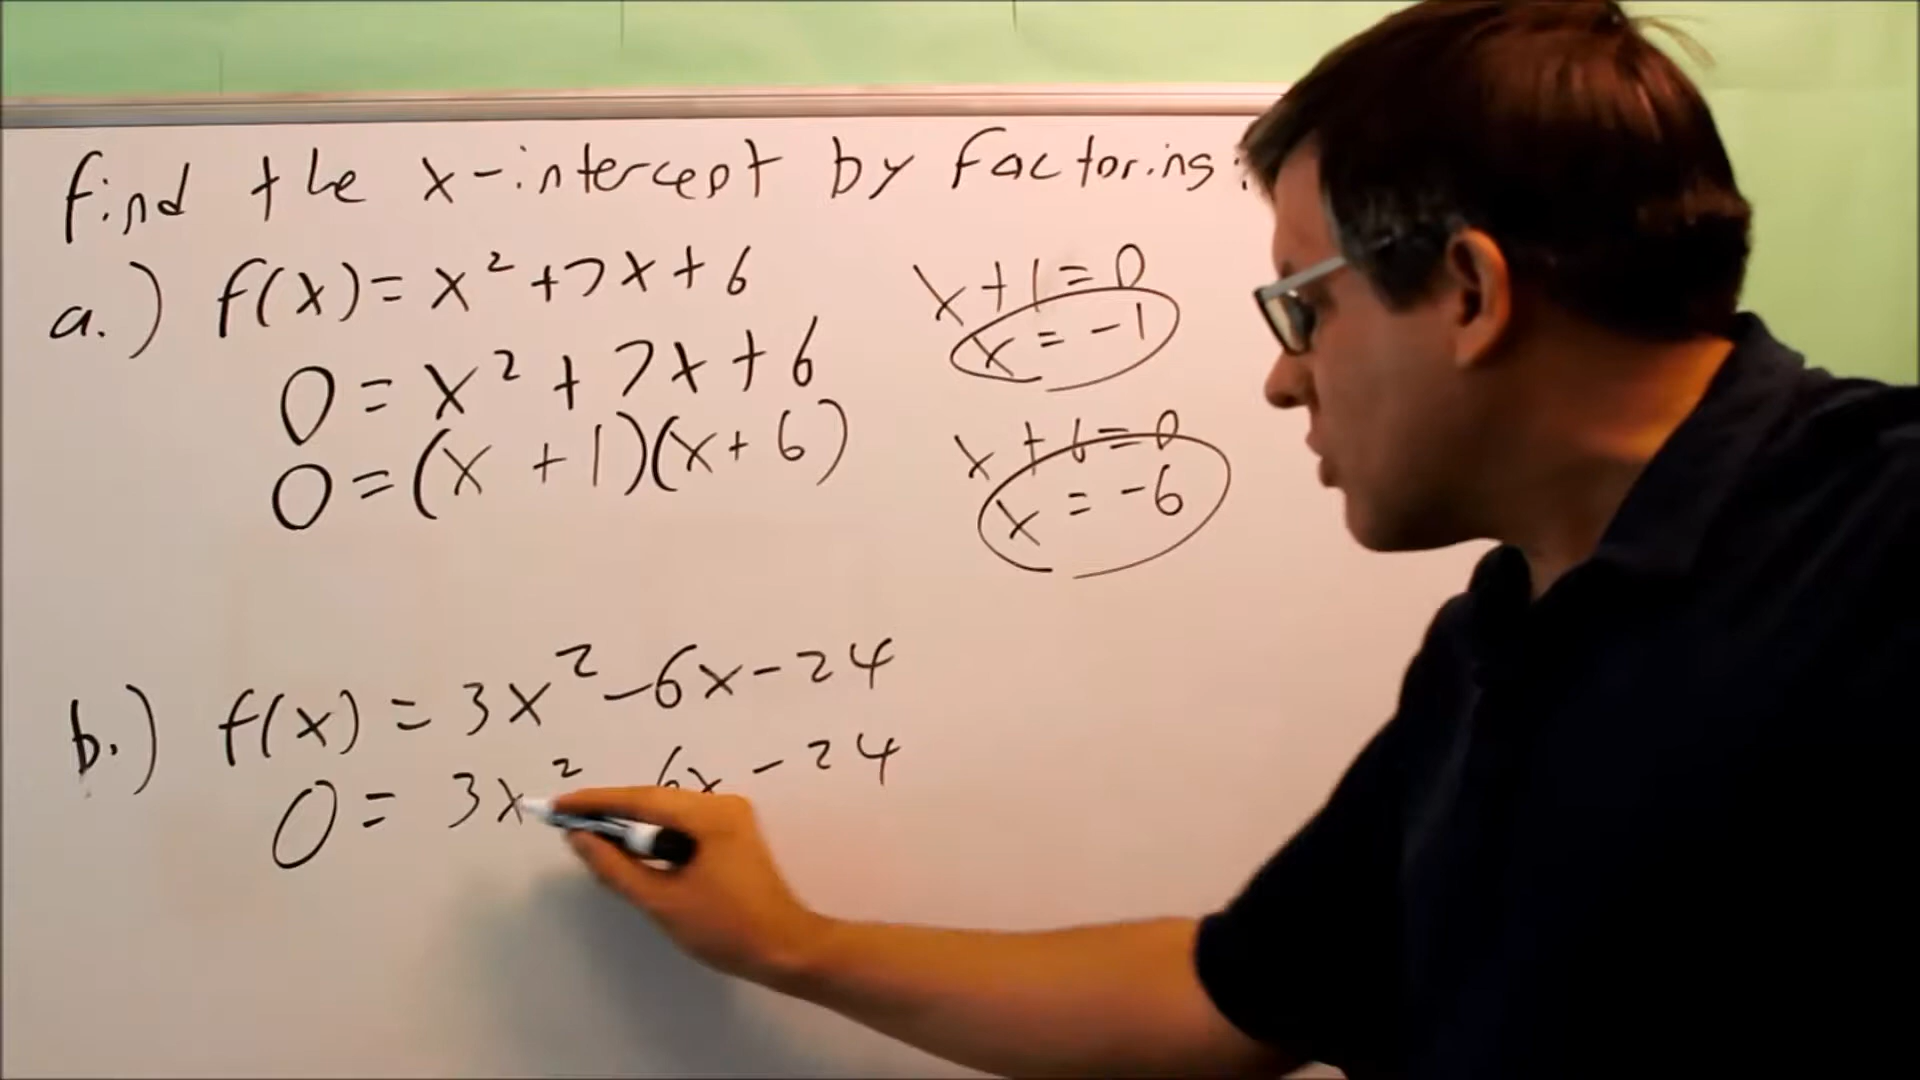 Find the x-intercept by factoring:
a.) f(x) = x² + 7x + 6
0 = x² + 7x + 6
0 = (x + 1)(x + 6)
x + 1 = 0
x = -1
x + 6 = 0
x = -6
b.) f(x) = 3x² - 6x - 24
0 = 3x² 6x - 24